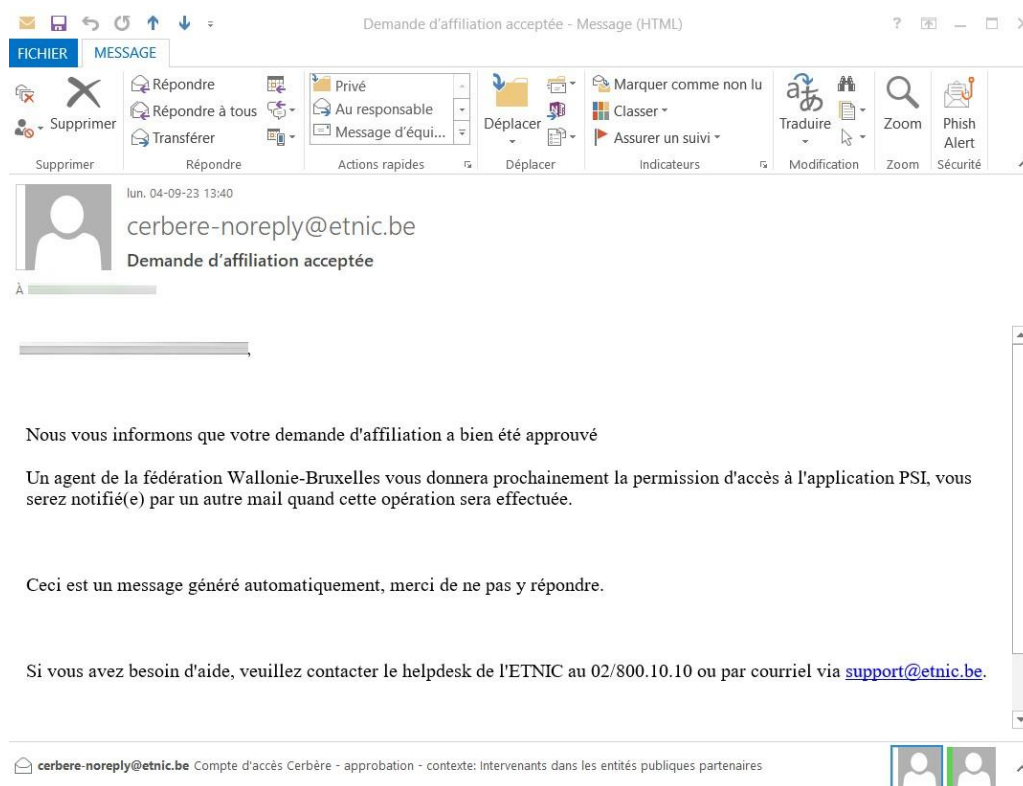 Demande d'affiliation acceptée - Message (HTML)
?
FICHIER MESSAGE
Supprimer
Répondre
Répondre à tous
Transférer
Privé
Au responsable
Message d'équi...
Déplacer
Marquer comme non lu
Classer
Assurer un suivi
Traduire
Zoom
Phish
Alert
Supprimer Répondre Actions rapides Déplacer Indicateurs Modification Zoom Sécurité
lun. 04-09-23 13:40
cerbere-noreply@etnic.be
Demande d'affiliation acceptée
À
,
Nous vous informons que votre demande d'affiliation a bien été approuvé
Un agent de la fédération Wallonie-Bruxelles vous donnera prochainement la permission d'accès à l'application PSI, vous
serez notifié(e) par un autre mail quand cette opération sera effectuée.
Ceci est un message généré automatiquement, merci de ne pas y répondre.
Si vous avez besoin d'aide, veuillez contacter le helpdesk de l'ETNIC au 02/800.10.10 ou par courriel via support@etnic.be.
cerbere-noreply@etnic.be Compte d'accès Cerbère - approbation - contexte: Intervenants dans les entités publiques partenaires